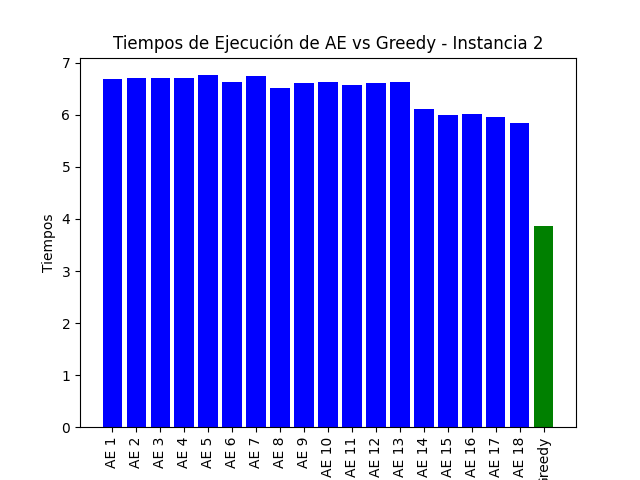 Tiempos de Ejecución de AE vs Greedy - Instancia 2
Tiempos
7
6
5
4
3
2
1
0
AE 1
AE 2
AE 3
AE 4
AE 5
AE 6
AE 7
AE 8
AE 9
AE 10
AE 11
AE 12
AE 13
AE 14
AE 15
AE 16
AE 17
AE 18
Greedy